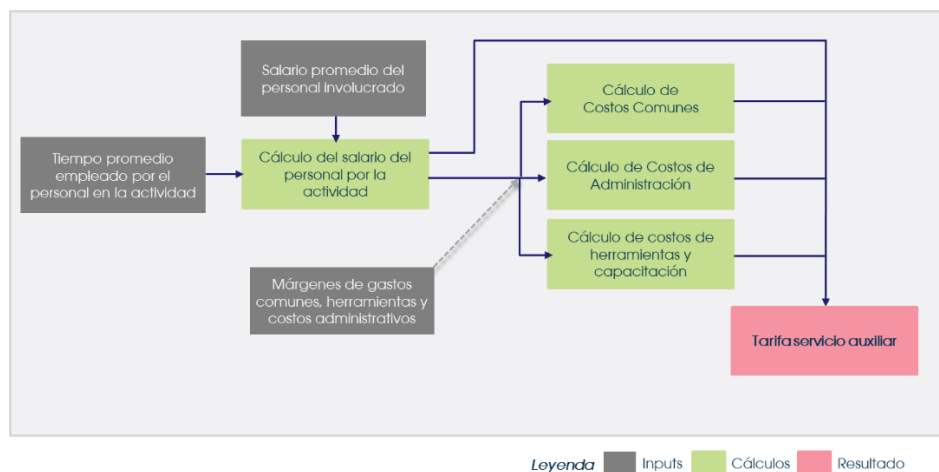 Salario promedio del
personal involucrado
Cálculo de
Costos Comunes
Tiempo promedio
empleado por el
personal en la actividad
Cálculo del salario del
personal por la
actividad
Cálculo de Costos de
Administración
Cálculo de costos de
herramientas y
capacitación
Márgenes de gastos
comunes, herramientas y
costos administrativos
Tarifa servicio auxiliar
Leyenda Inputs Cálculos Resultado